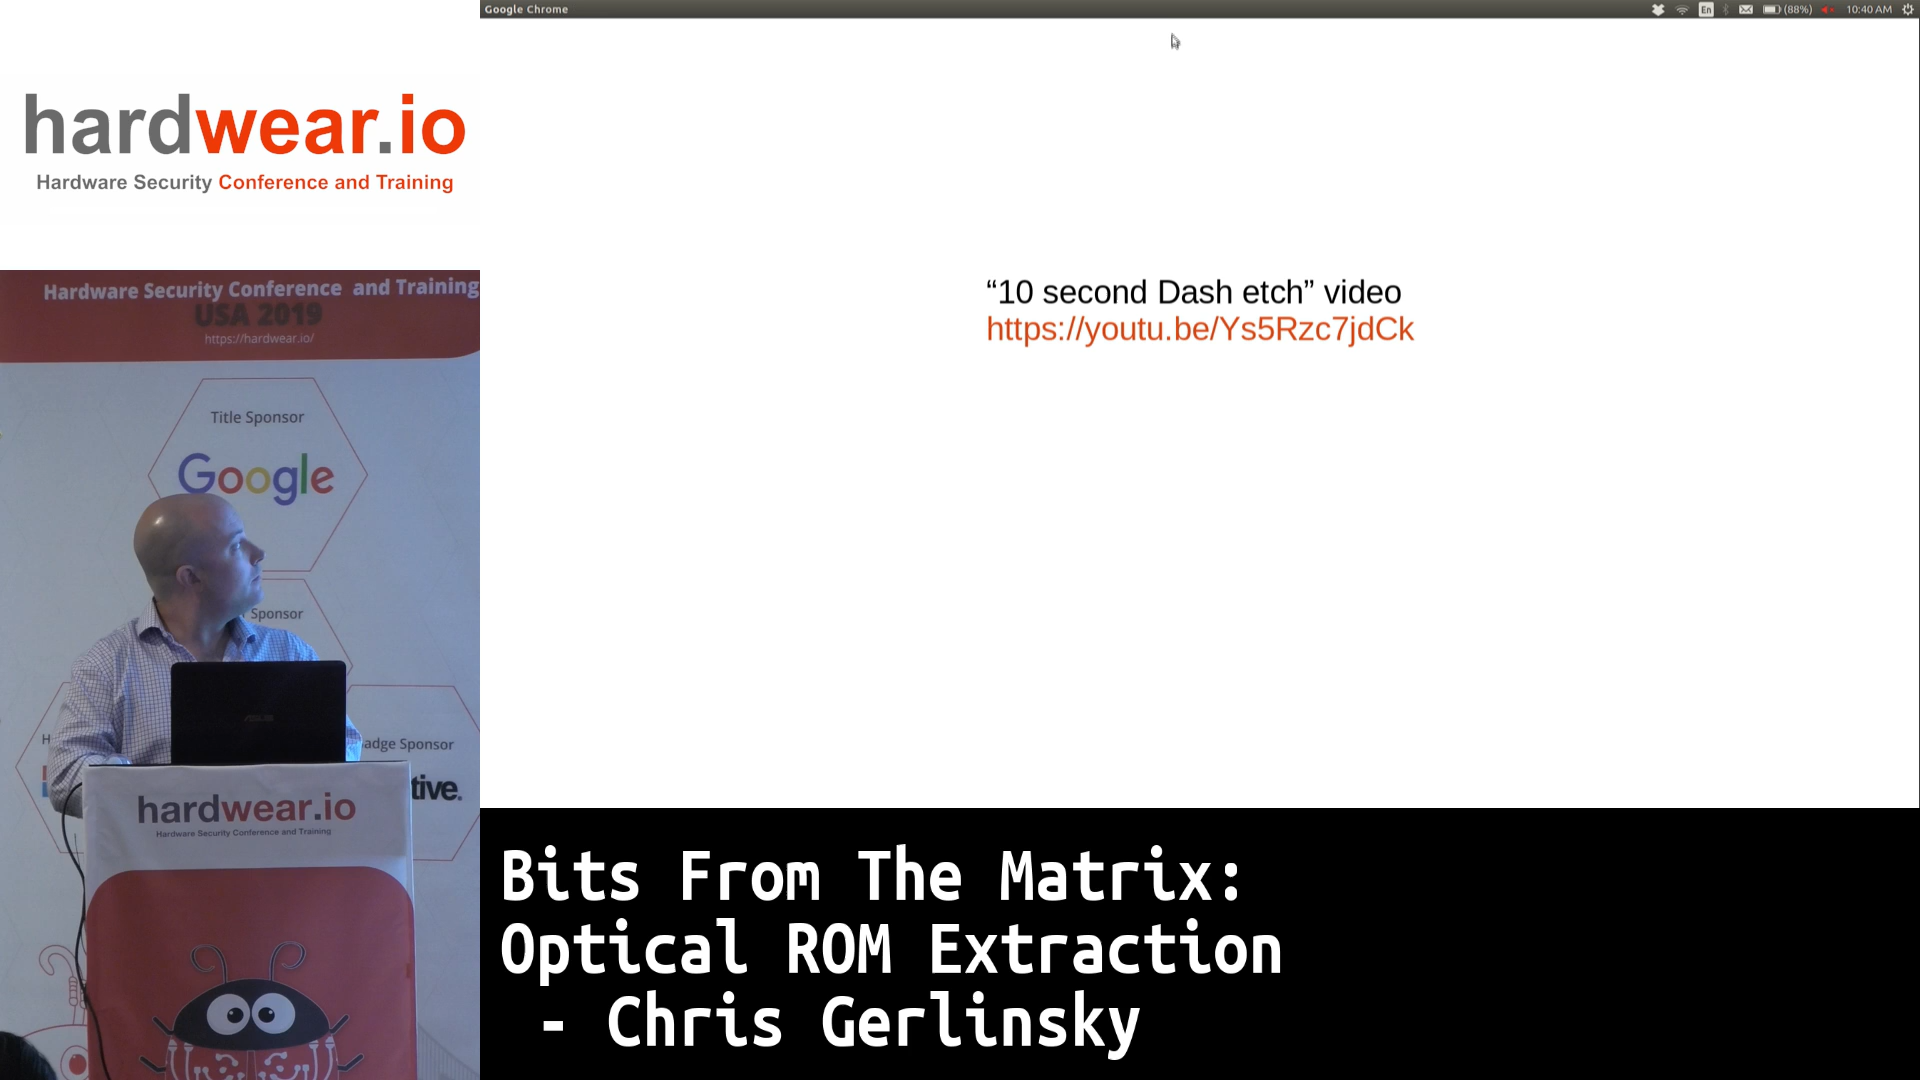 hardwear.io
Hardware Security Conference and Training
Hardware Security Conference and Training
USA 2019
https://hardwear.io/
Title Sponsor
Google
Sponsor
adge Sponsor
tive.
ASUS
hardwear.io
Hardware Security Conference and Training
Google Chrome
En
(88%)
10:40 AM
“10 second Dash etch” video
https://youtu.be/Ys5Rzc7jdCk
Bits From The Matrix:
Optical ROM Extraction
- Chris Gerlinsky